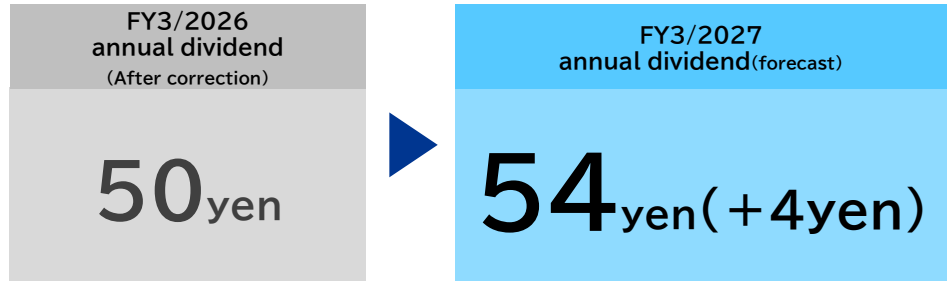 FY3/2026
annual dividend
(After correction)
50yen
FY3/2027
annual dividend(forecast)
54yen(+4yen)